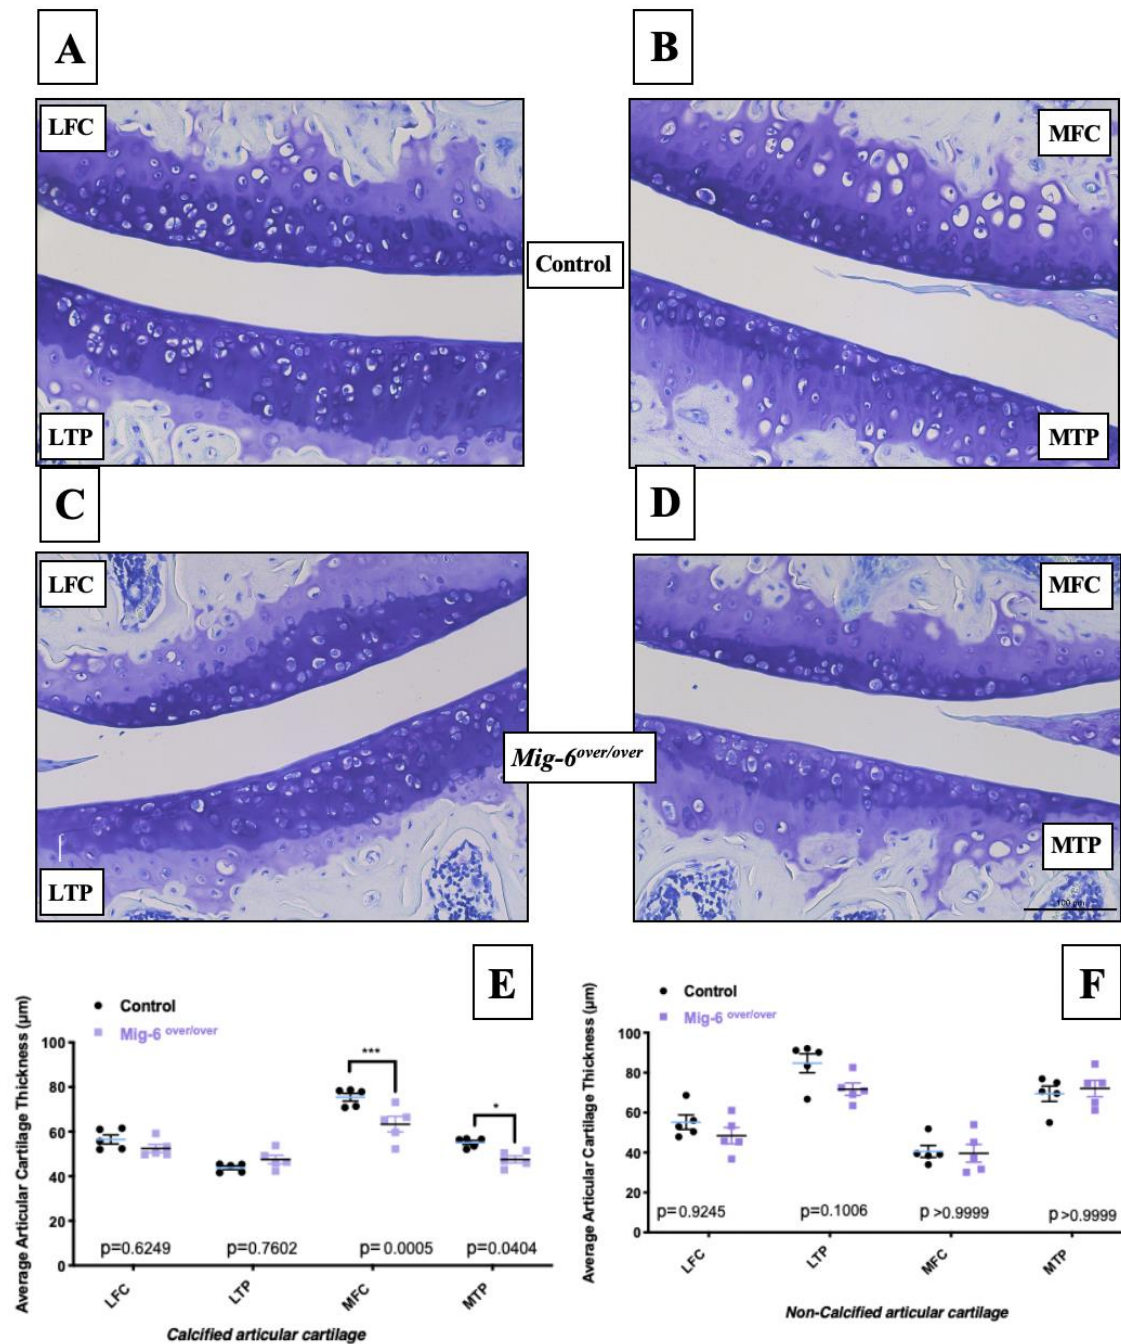 A
B
LFC
MFC
Control
LTP
MTP
C
D
LFC
MFC
Mig-6over/over
LTP
MTP
100 µm
E
F
Control
Mig-6 over/over
Average Articular Cartilage Thickness (µm)
100
80
60
40
20
0
***
*
p=0.6249
p=0.7602
p= 0.0005
p=0.0404
LFC
LTP
MFC
MTP
Calcified articular cartilage
Control
Mig-6 over/over
Average Articular Cartilage Thickness (µm)
100
80
60
40
20
0
p=0.9245
p=0.1006
p >0.9999
p >0.9999
LFC
LTP
MFC
MTP
Non-Calcified articular cartilage